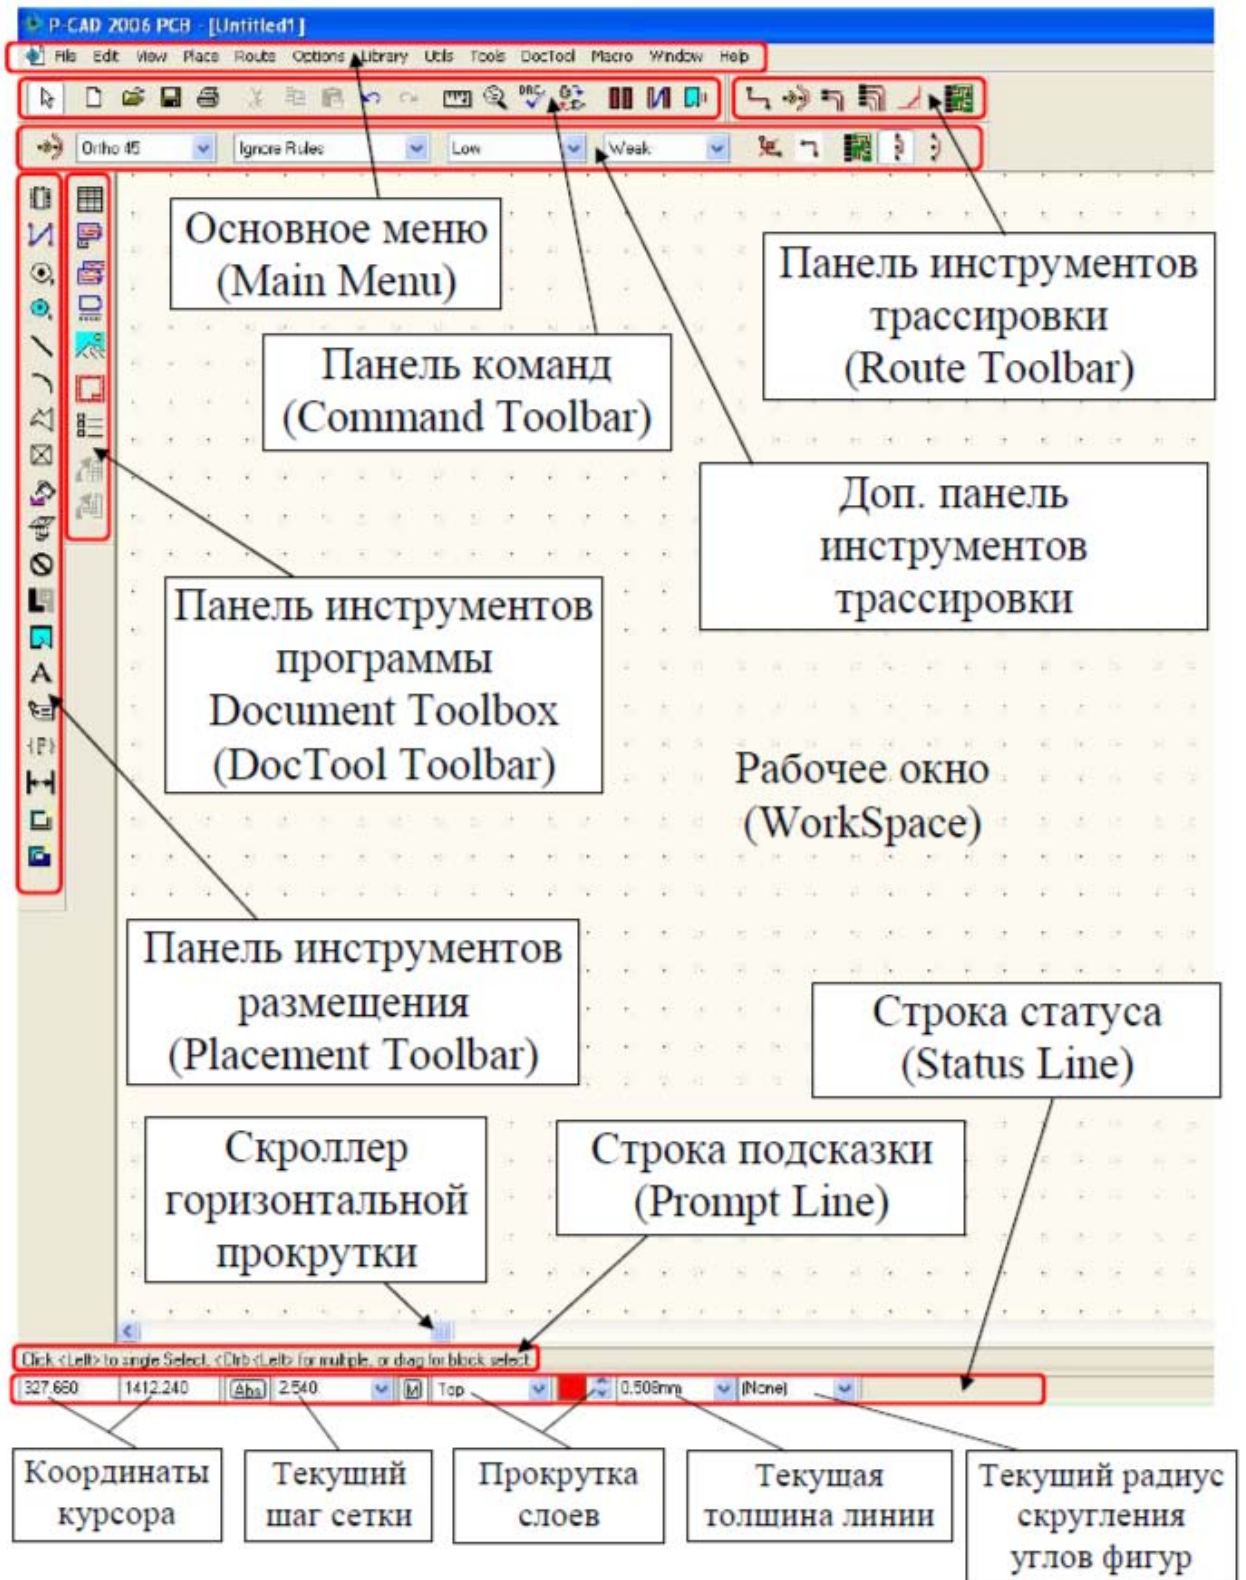 P-CAD 2006 PCB - [Untitled1]
File Edit View Place Route Options Library Utils Tools DocTool Macro Window Help
DRC
Ortho 45 Ignore Rules Low Weak
Основное меню
(Main Menu)
Панель инструментов
трассировки
(Route Toolbar)
Панель команд
(Command Toolbar)
Доп. панель
инструментов
трассировки
Панель инструментов
программы
Document Toolbox
(DocTool Toolbar)
A
{F}
Рабочее окно
(WorkSpace)
Панель инструментов
размещения
(Placement Toolbar)
Строка статуса
(Status Line)
Скроллер
горизонтальной
прокрутки
Строка подсказки
(Prompt Line)
Click <Left> to single Select, <Ctrl><Left> for multiple, or drag for block select.
327.660 1412.240 Abs 2.540 M Top 0.508mm (None)
Координаты
курсора
Текущий
шаг сетки
Прокрутка
слоев
Текущая
толщина линии
Текущий радиус
скругления
углов фигур